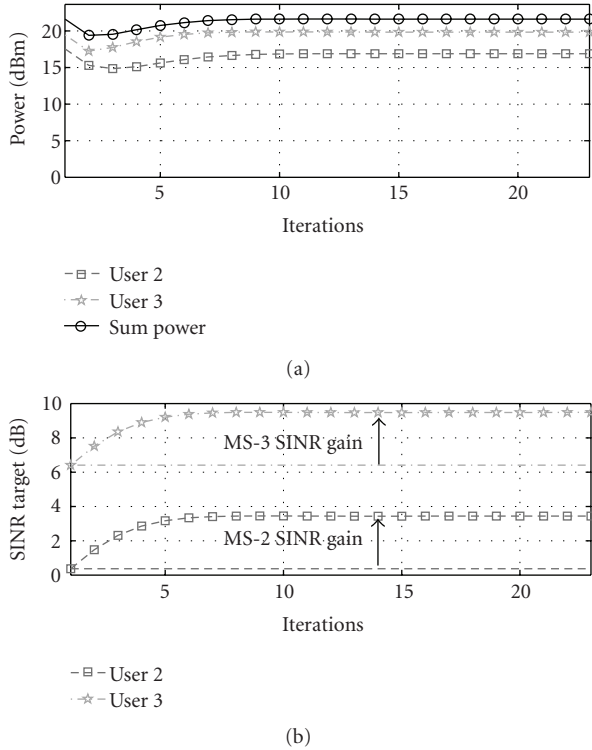 20
15
10
5
0
Power (dBm)
5
10
15
20
Iterations
User 2
User 3
Sum power
(a)
10
8
6
4
2
0
SINR target (dB)
MS-3 SINR gain
MS-2 SINR gain
5
10
15
20
Iterations
User 2
User 3
(b)